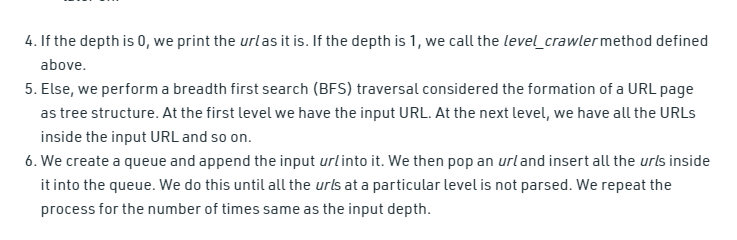 4. If the depth is 0, we print the url as it is. If the depth is 1, we call the level_crawler method defined
above.
5. Else, we perform a breadth first search (BFS) traversal considered the formation of a URL page
as tree structure. At the first level we have the input URL. At the next level, we have all the URLs
inside the input URL and so on.
6. We create a queue and append the input url into it. We then pop an url and insert all the urls inside
it into the queue. We do this until all the urls at a particular level is not parsed. We repeat the
process for the number of times same as the input depth.